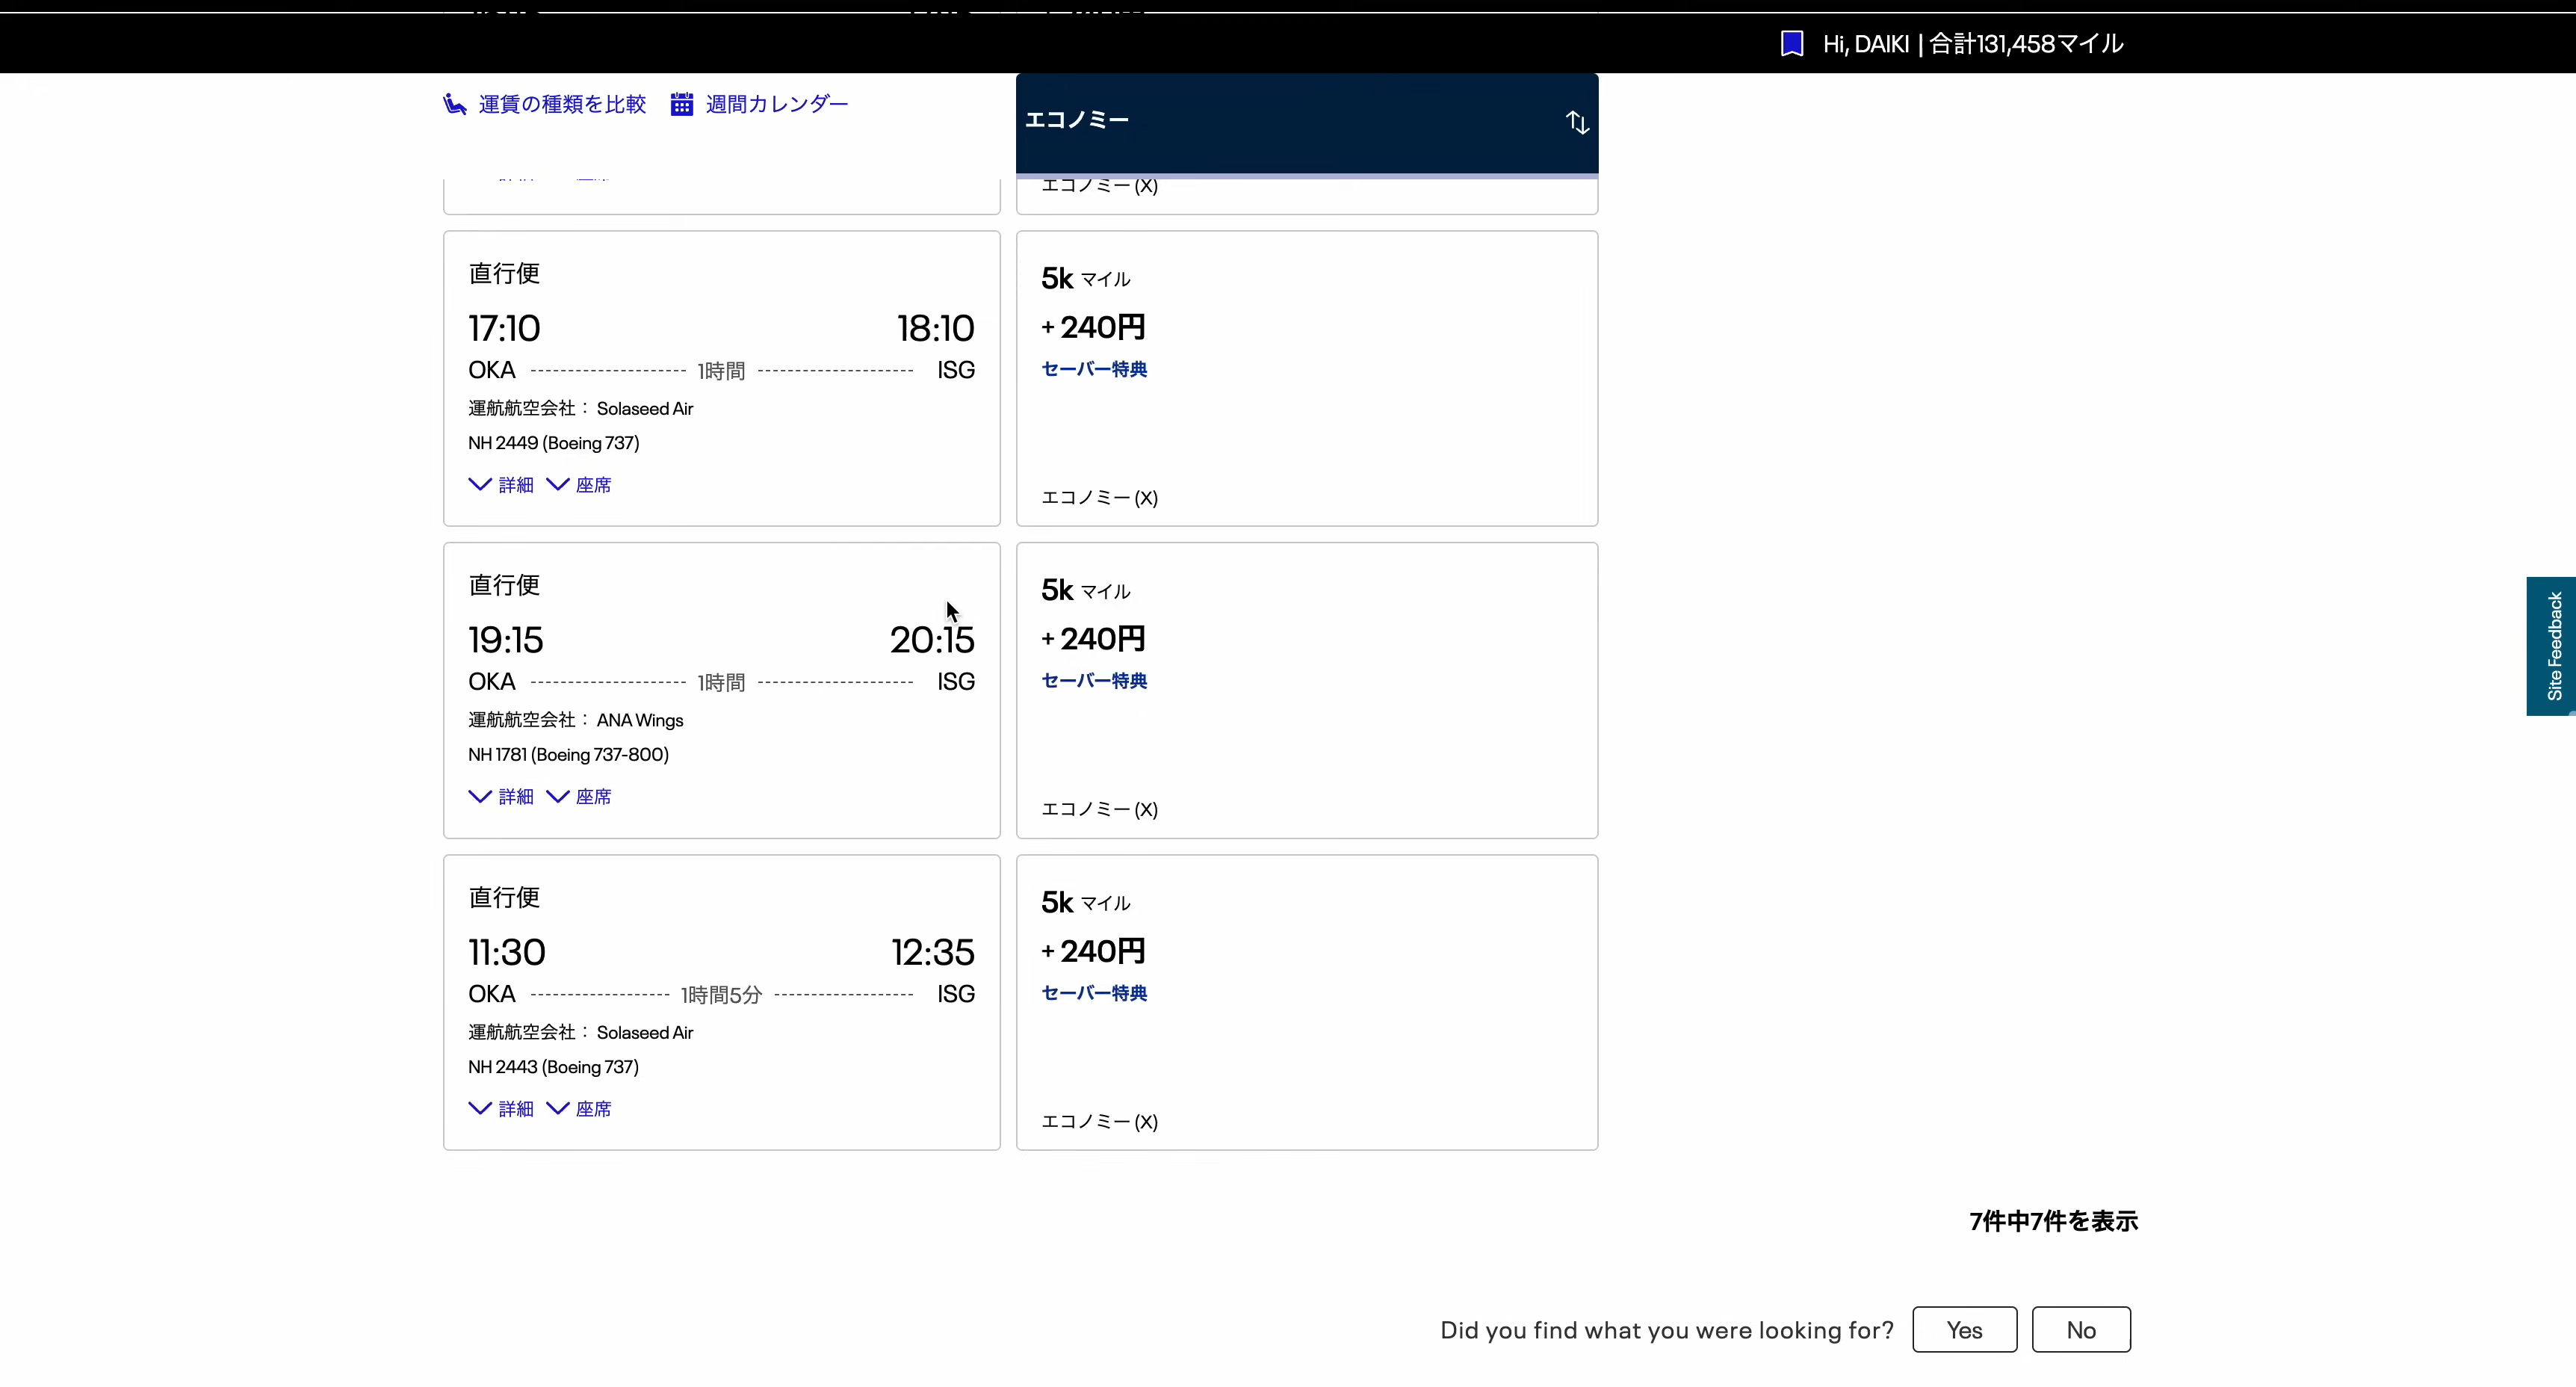 Hi, DAIKI | 合計131,458マイル
運賃の種類を比較 週間カレンダー
エコノミー
エコノミー (X)
直行便
17:10 18:10
OKA 1時間 ISG
運航航空会社： Solaseed Air
NH 2449 (Boeing 737)
詳細 座席
5k マイル
+ 240円
セーバー特典
エコノミー (X)
直行便
19:15 20:15
OKA 1時間 ISG
運航航空会社： ANA Wings
NH 1781 (Boeing 737-800)
詳細 座席
5k マイル
+ 240円
セーバー特典
エコノミー (X)
直行便
11:30 12:35
OKA 1時間5分 ISG
運航航空会社： Solaseed Air
NH 2443 (Boeing 737)
詳細 座席
5k マイル
+ 240円
セーバー特典
エコノミー (X)
Site Feedback
7件中7件を表示
Did you find what you were looking for? Yes No